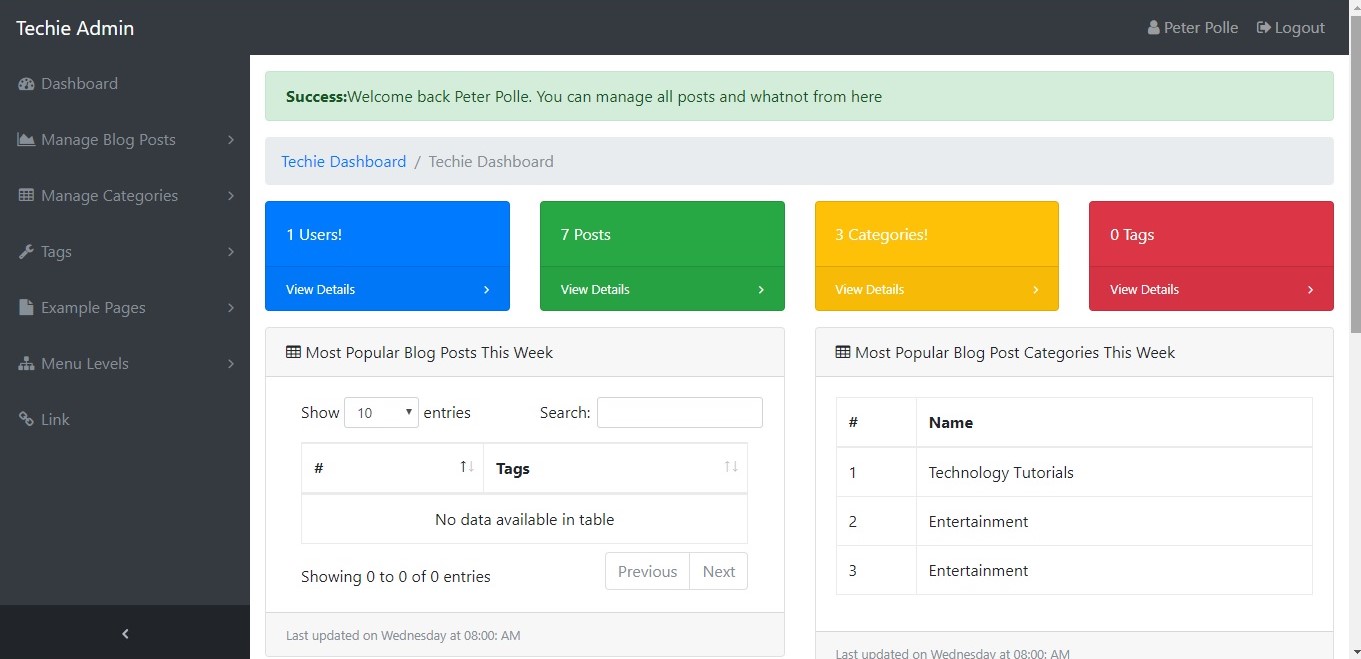 Techie Admin
Peter Polle
Logout
Dashboard
Manage Blog Posts
Manage Categories
Tags
Example Pages
Menu Levels
Link
Success:Welcome back Peter Polle. You can manage all posts and whatnot from here
Techie Dashboard / Techie Dashboard
1 Users!
View Details
7 Posts
View Details
3 Categories!
View Details
0 Tags
View Details
Most Popular Blog Posts This Week
Show 10 entries
Search:
# Tags
No data available in table
Showing 0 to 0 of 0 entries
Previous Next
Last updated on Wednesday at 08:00: AM
Most Popular Blog Post Categories This Week
# Name
1 Technology Tutorials
2 Entertainment
3 Entertainment
Last updated on Wednesday at 08:00: AM